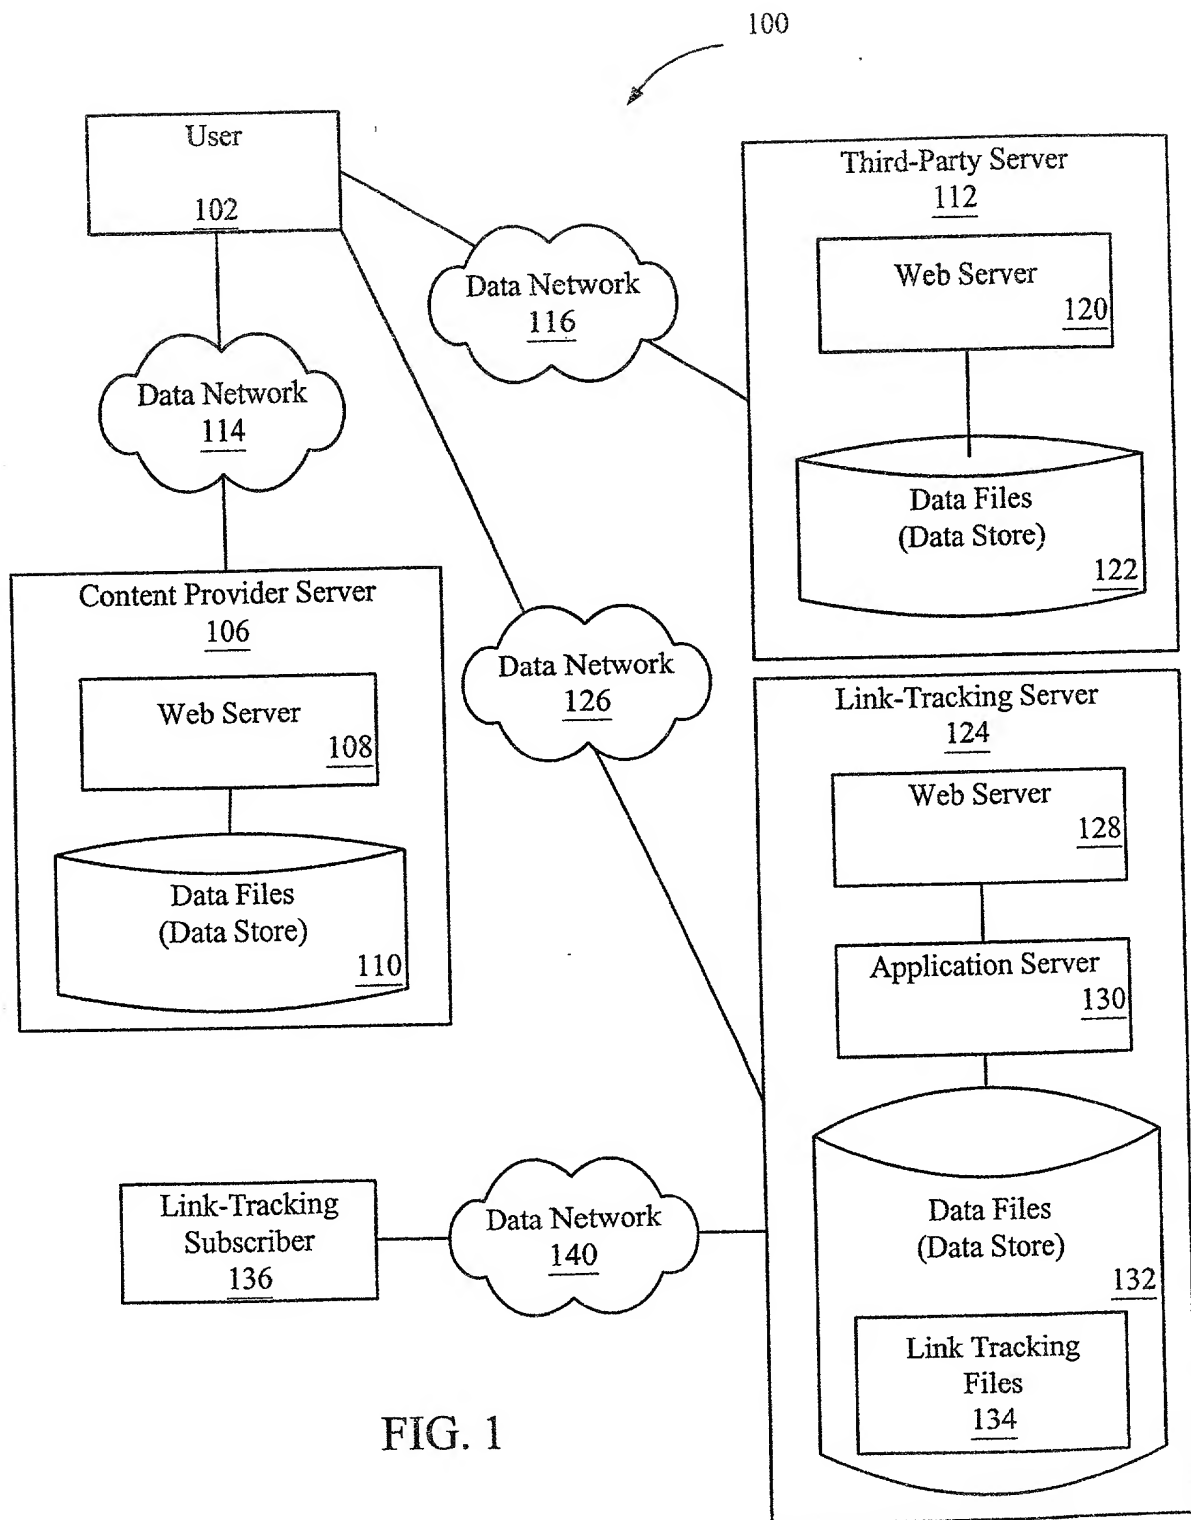 100
User
102
Third-Party Server
112
Web Server
120
Data Network
116
Data Network
114
Data Files
(Data Store)
122
Content Provider Server
106
Web Server
108
Data Files
(Data Store)
110
Data Network
126
Link-Tracking Server
124
Web Server
128
Application Server
130
Data Files
(Data Store)
132
Link Tracking
Files
134
Link-Tracking
Subscriber
136
Data Network
140
FIG. 1